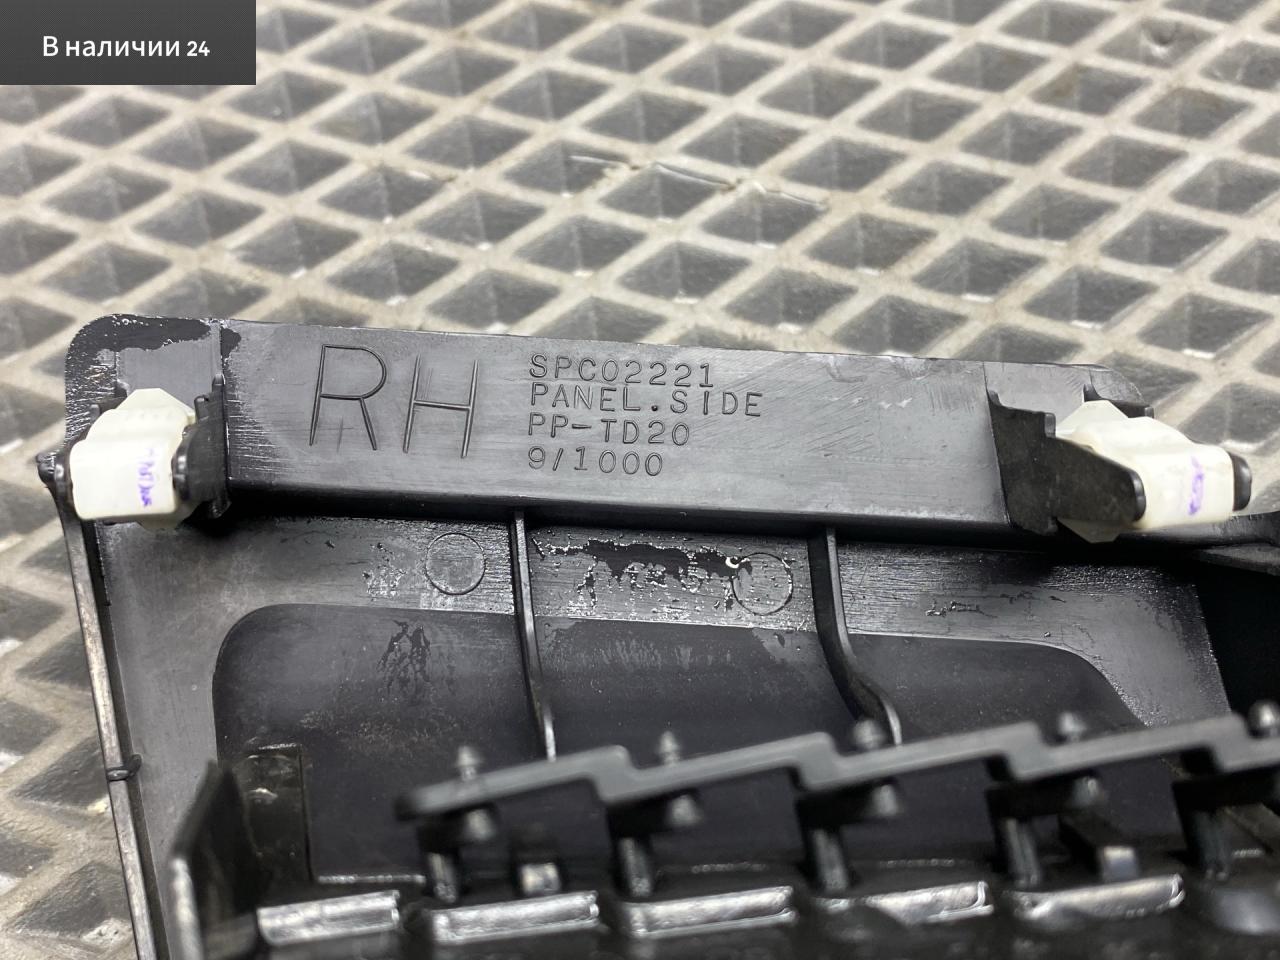 В наличии 24
RH
SPC02221
PANEL.SIDE
PP-TD20
9/1000